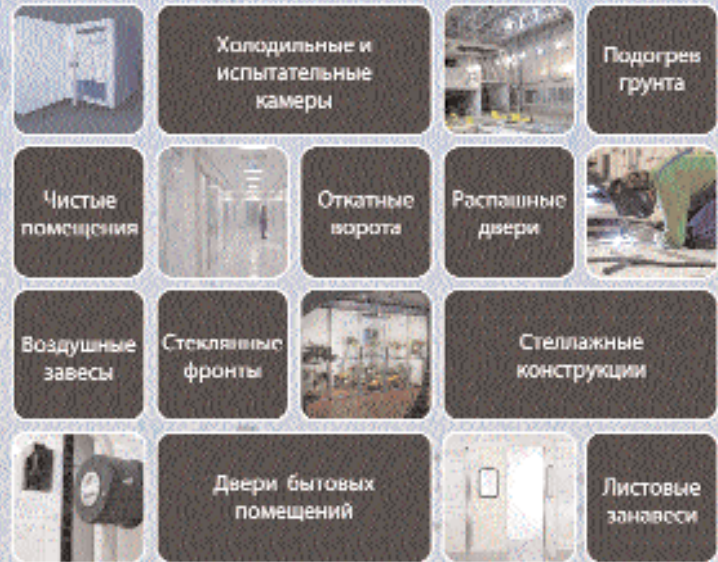 Холодильные и
испытательные
камеры
Подогрев
грунта
Чистые
помещения
Откатные
ворота
Распашные
двери
Воздушные
завесы
Стеклянные
фронты
Стеллажные
конструкции
Двери бытовых
помещений
Листовые
занавеси